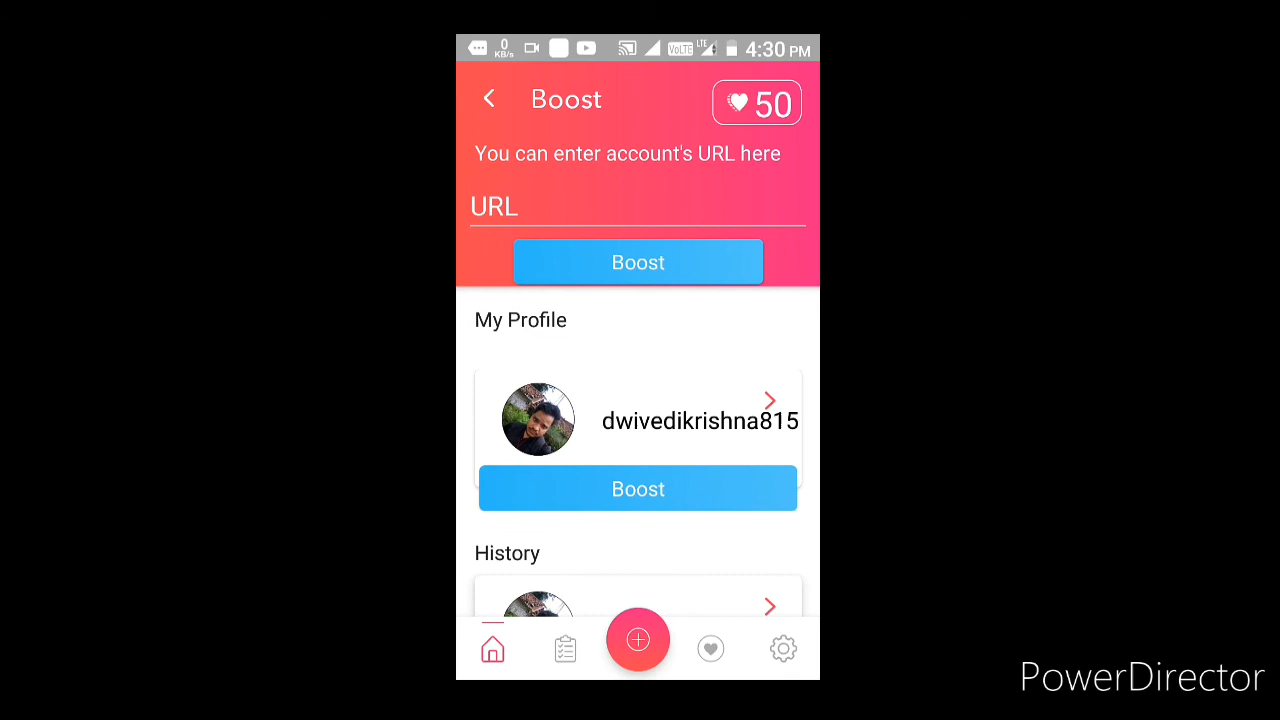 0 KB/s VoLTE LTE 4:30 PM
Boost 50
You can enter account's URL here
URL
Boost
My Profile
dwivedikrishna815
Boost
History
PowerDirector